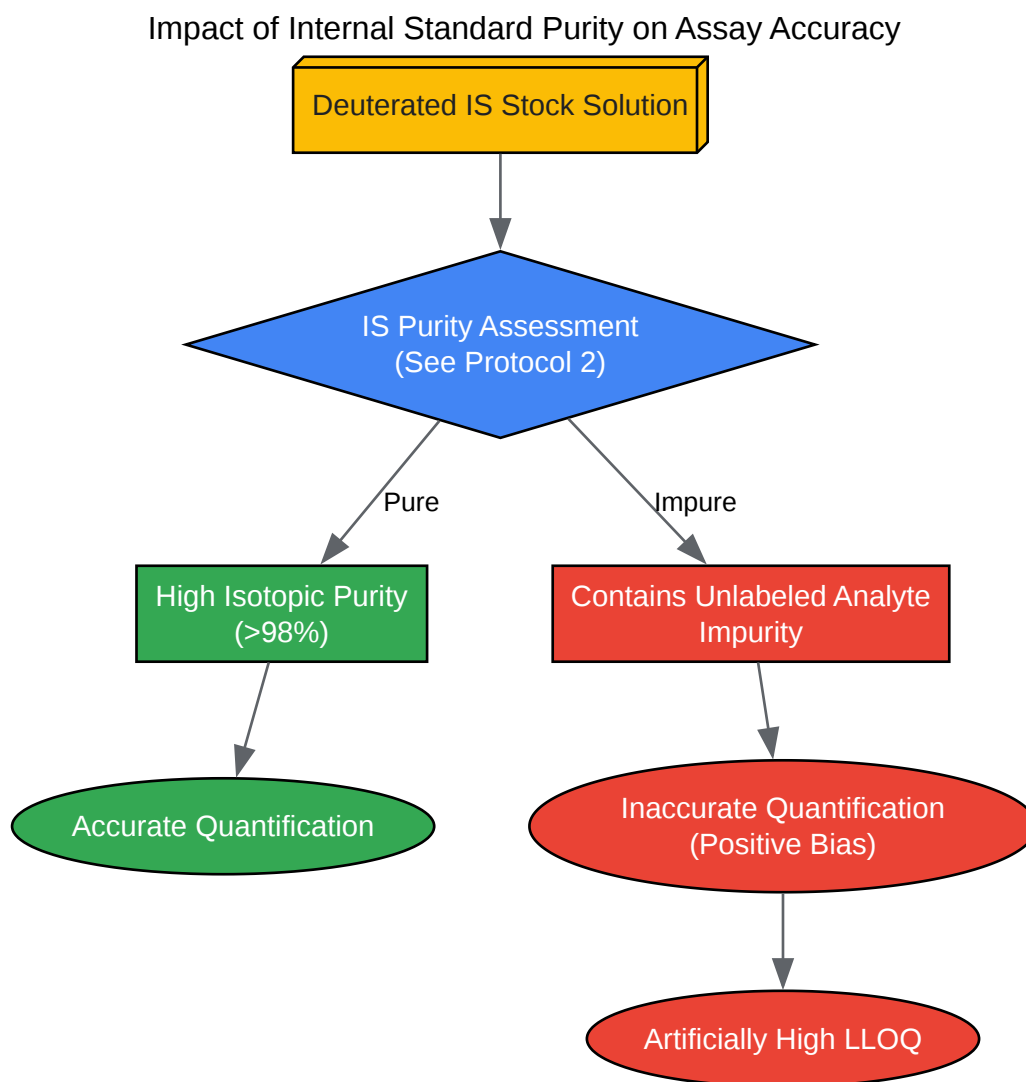 Impact of Internal Standard Purity on Assay Accuracy
Deuterated IS Stock Solution
IS Purity Assessment
(See Protocol 2)
Pure
Impure
High Isotopic Purity
(>98%)
Contains Unlabeled Analyte
Impurity
Accurate Quantification
Inaccurate Quantification
(Positive Bias)
Artificially High LLOQ